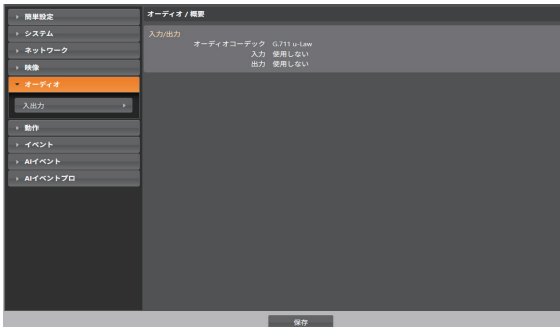 簡単設定
システム
ネットワーク
映像
オーディオ
入出力
動作
イベント
AIイベント
AIイベントプロ
オーディオ / 概要
入力/出力
オーディオコーデック G.711 u-Law
入力 使用しない
出力 使用しない
保存